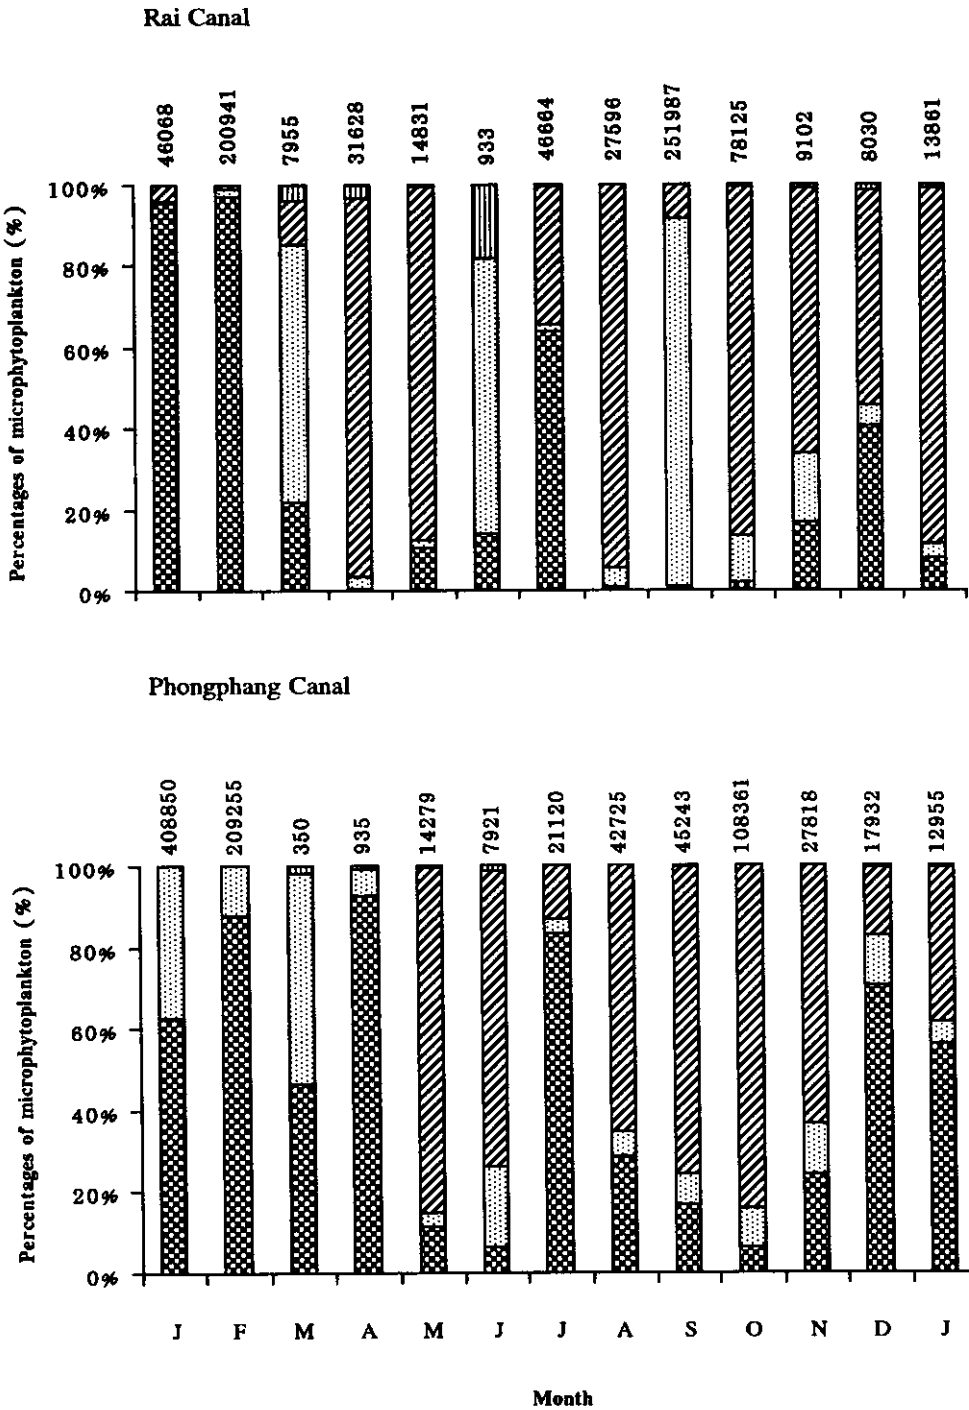 Rai Canal
46068 200941 7955 31628 14831 933 46664 27596 251987 78125 9102 8030 13861
Percentages of microphytoplankton (%)
100%
80%
60%
40%
20%
0%
Phongphang Canal
408850 209255 350 935 14279 7921 21120 42725 45243 108361 27818 17932 12955
Percentages of microphytoplankton (%)
100%
80%
60%
40%
20%
0%
J F M A M J J A S O N D J
Month